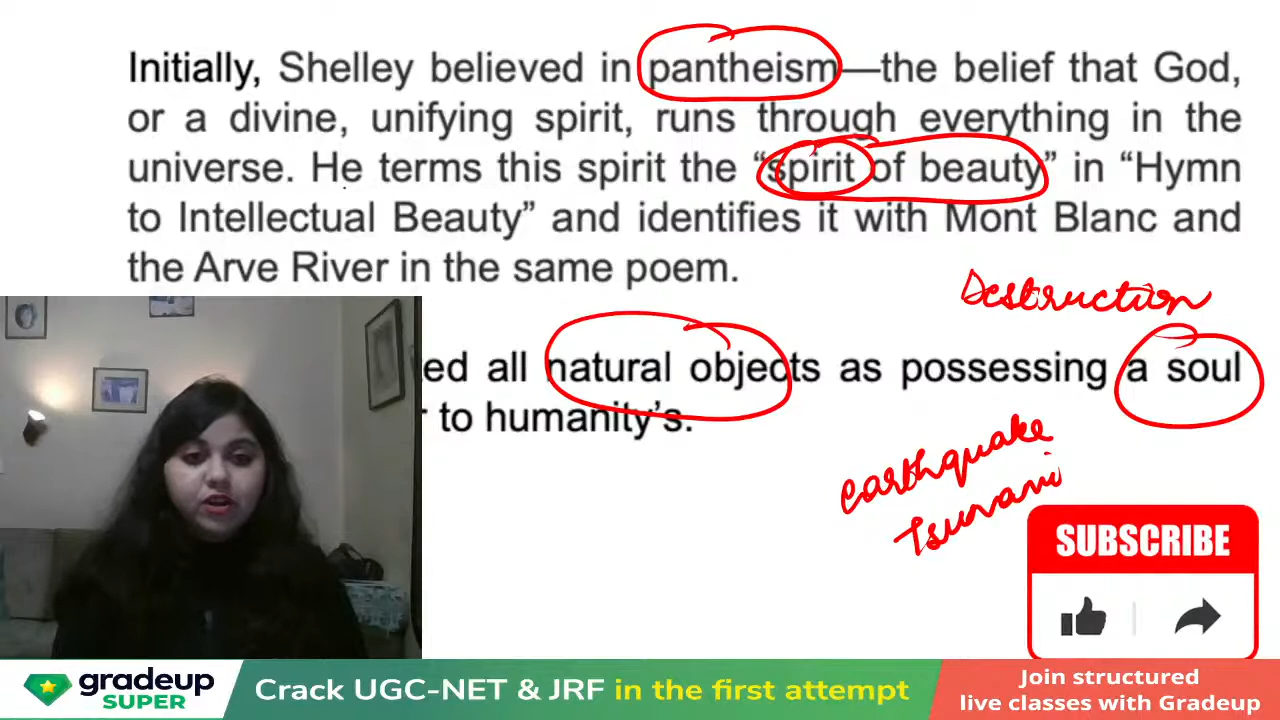 Initially, Shelley believed in pantheism—the belief that God,
or a divine, unifying spirit, runs through everything in the
universe. He terms this spirit the “spirit of beauty” in “Hymn
to Intellectual Beauty” and identifies it with Mont Blanc and
the Arve River in the same poem.
Destruction
all natural objects as possessing a soul
to humanity’s.
earthquake
Tsunami
SUBSCRIBE
gradeup
SUPER
Crack UGC-NET & JRF in the first attempt
Join structured
live classes with Gradeup